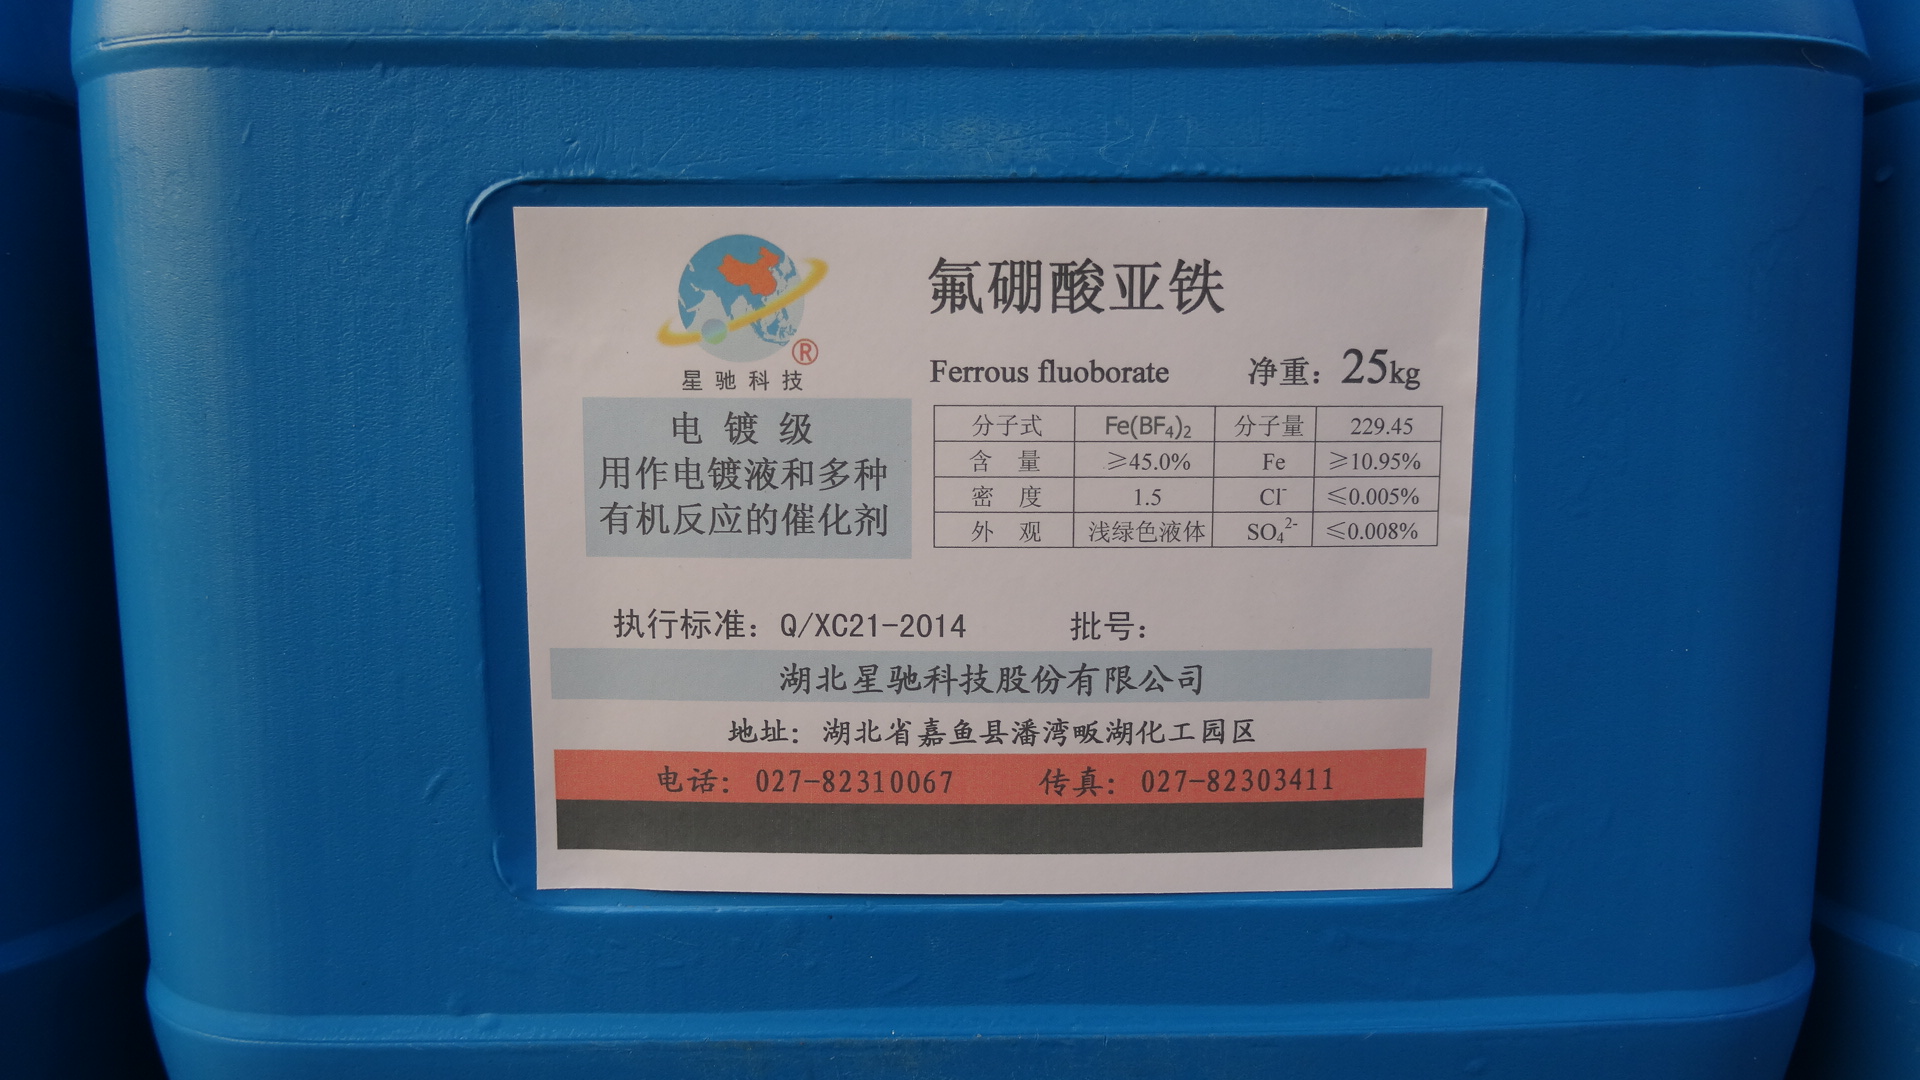 ®
星驰科技
电镀级
用作电镀液和多种
有机反应的催化剂
氟硼酸亚铁
Ferrous fluoborate 净重：25kg
分子式 Fe(BF₄)₂ 分子量 229.45
含量 ≥45.0% Fe ≥10.95%
密度 1.5 Cl⁻ ≤0.005%
外观 浅绿色液体 SO₄²⁻ ≤0.008%
执行标准：Q/XC21-2014 批号：
湖北星驰科技股份有限公司
地址：湖北省嘉鱼县潘湾畈湖化工园区
电话：027-82310067 传真：027-82303411